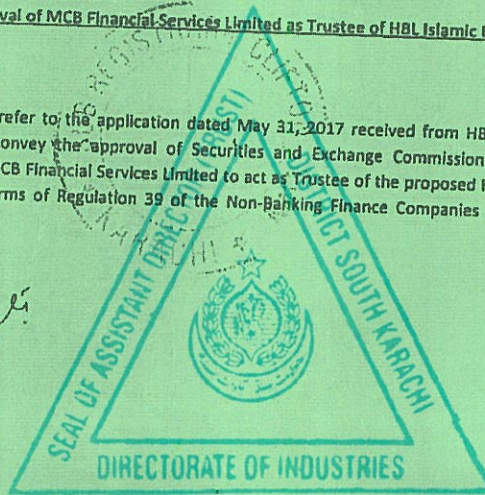 val of MCB Financial Services Limited as Trustee of HBL Islamic
refer to the application dated May 31, 2017 received from HB
onvey the approval of Securities and Exchange Commission
CB Financial Services Limited to act as Trustee of the proposed
rms of Regulation 39 of the Non-Banking Finance Companies
SEAL OF ASSISTANT DIRECTOR
DISTRICT SOUTH KARACHI
DIRECTORATE OF INDUSTRIES